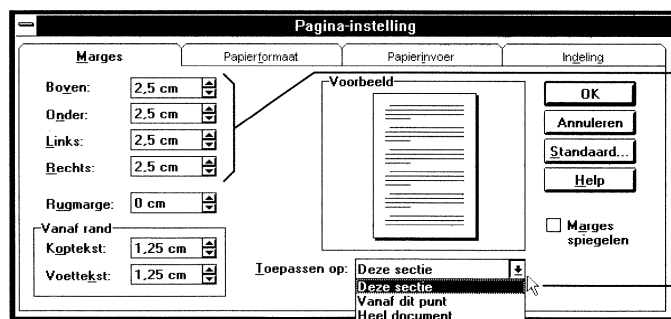 Pagina-instelling
Marges
Papierformaat
Papierinvoer
Indeling
Boven: 2,5 cm
Onder: 2,5 cm
Links: 2,5 cm
Rechts: 2,5 cm
Rugmarge: 0 cm
Vanaf rand
Koptekst: 1,25 cm
Voettekst: 1,25 cm
Voorbeeld
OK
Annuleren
Standaard...
Help
Marges
spiegelen
Toepassen op: Deze sectie
Deze sectie
Vanaf dit punt
Heel document